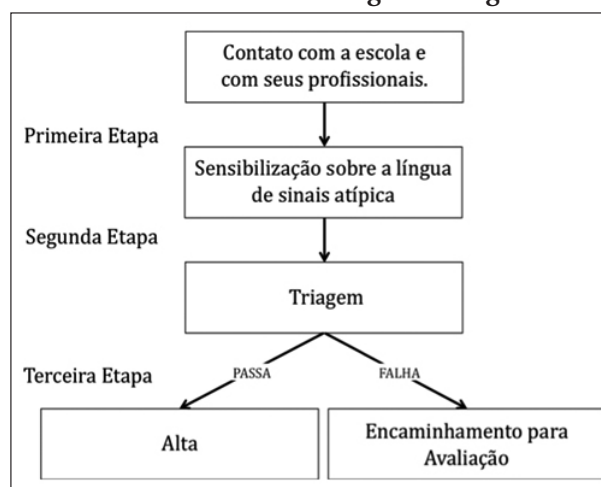 Contato com a escola e
com seus profissionais.
Primeira Etapa
Sensibilização sobre a língua
de sinais atípica
Segunda Etapa
Triagem
Terceira Etapa
PASSA
FALHA
Alta
Encaminhamento para
Avaliação